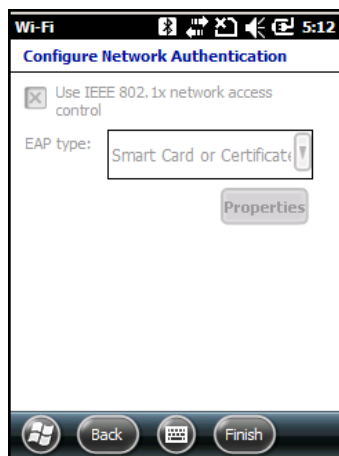 Wi-Fi 5:12
Configure Network Authentication
Use IEEE 802.1x network access
control
EAP type:
Smart Card or Certificate
Properties
Back Finish